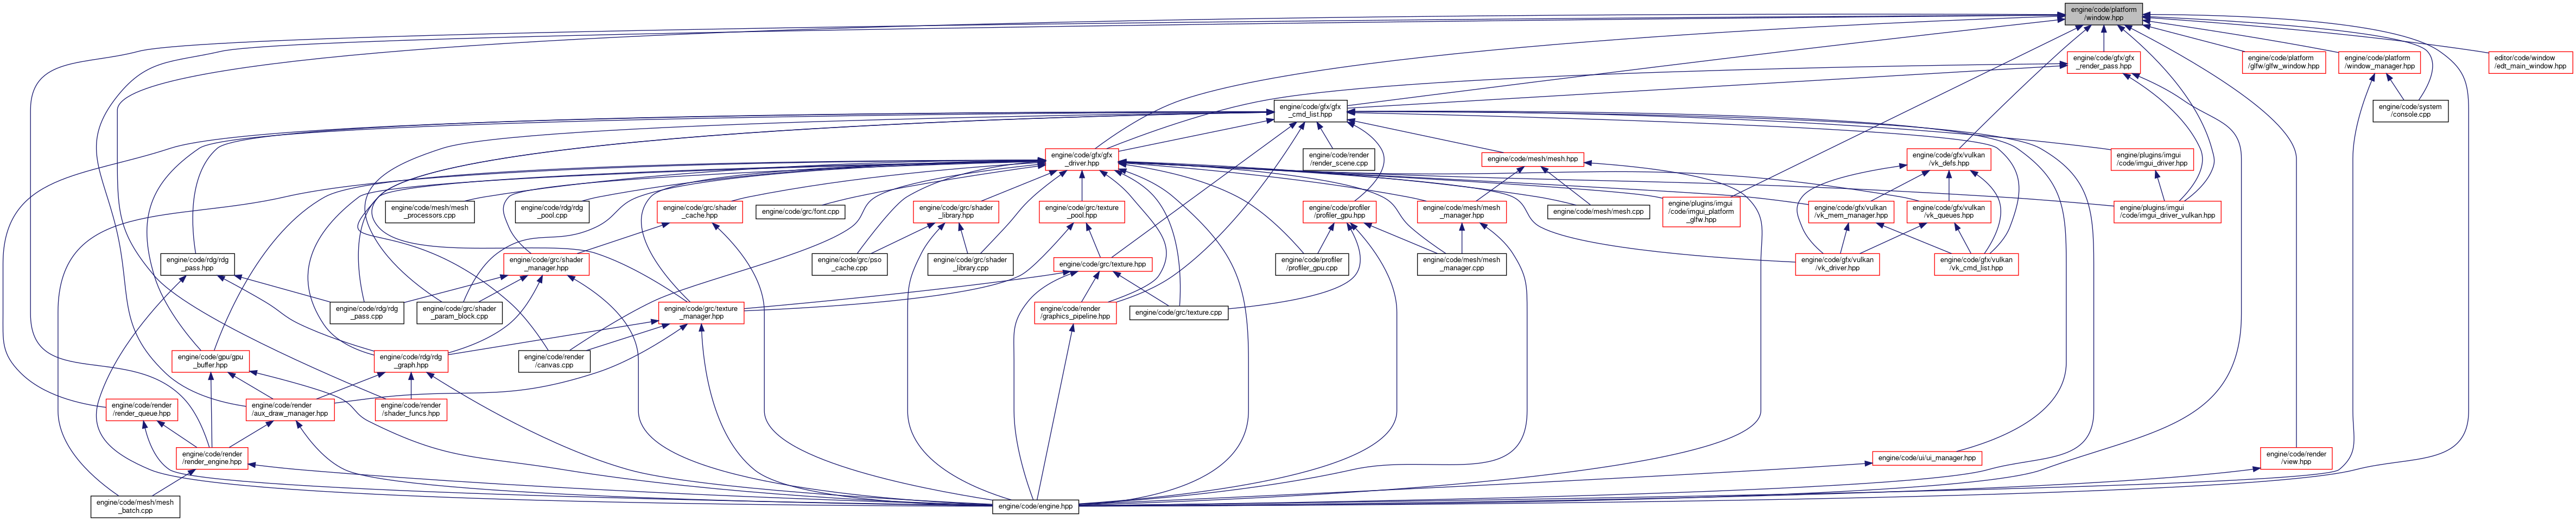 engine/code/platform
/window.hpp
engine/code/gfx/gfx
_render_pass.hpp
engine/code/platform
/glfw/glfw_window.hpp
engine/code/platform
/window_manager.hpp
editor/code/window
/edt_main_window.hpp
engine/code/gfx/gfx
_cmd_list.hpp
engine/code/system
/console.cpp
engine/code/gfx/gfx
_driver.hpp
engine/code/render
/render_scene.cpp
engine/code/mesh/mesh.hpp
engine/code/gfx/vulkan
/vk_defs.hpp
engine/plugins/imgui
/code/imgui_driver.hpp
engine/code/mesh/mesh
_processors.cpp
engine/code/rdg/rdg
_pool.cpp
engine/code/grc/shader
_cache.hpp
engine/code/grc/font.cpp
engine/code/grc/shader
_library.hpp
engine/code/grc/texture
_pool.hpp
engine/code/profiler
/profiler_gpu.hpp
engine/code/mesh/mesh
_manager.hpp
engine/code/mesh/mesh.cpp
engine/plugins/imgui
/code/imgui_platform
_glfw.hpp
engine/code/gfx/vulkan
/vk_mem_manager.hpp
engine/code/gfx/vulkan
/vk_queues.hpp
engine/plugins/imgui
/code/imgui_driver_vulkan.hpp
engine/code/rdg/rdg
_pass.hpp
engine/code/grc/shader
_manager.hpp
engine/code/grc/pso
_cache.cpp
engine/code/grc/shader
_library.cpp
engine/code/grc/texture.hpp
engine/code/profiler
/profiler_gpu.cpp
engine/code/mesh/mesh
_manager.cpp
engine/code/gfx/vulkan
/vk_driver.hpp
engine/code/gfx/vulkan
/vk_cmd_list.hpp
engine/code/rdg/rdg
_pass.cpp
engine/code/grc/shader
_param_block.cpp
engine/code/grc/texture
_manager.hpp
engine/code/render
/graphics_pipeline.hpp
engine/code/grc/texture.cpp
engine/code/gpu/gpu
_buffer.hpp
engine/code/rdg/rdg
_graph.hpp
engine/code/render
/canvas.cpp
engine/code/render
/render_queue.hpp
engine/code/render
/aux_draw_manager.hpp
engine/code/render
/shader_funcs.hpp
engine/code/render
/render_engine.hpp
engine/code/ui/ui_manager.hpp
engine/code/render
/view.hpp
engine/code/mesh/mesh
_batch.cpp
engine/code/engine.hpp